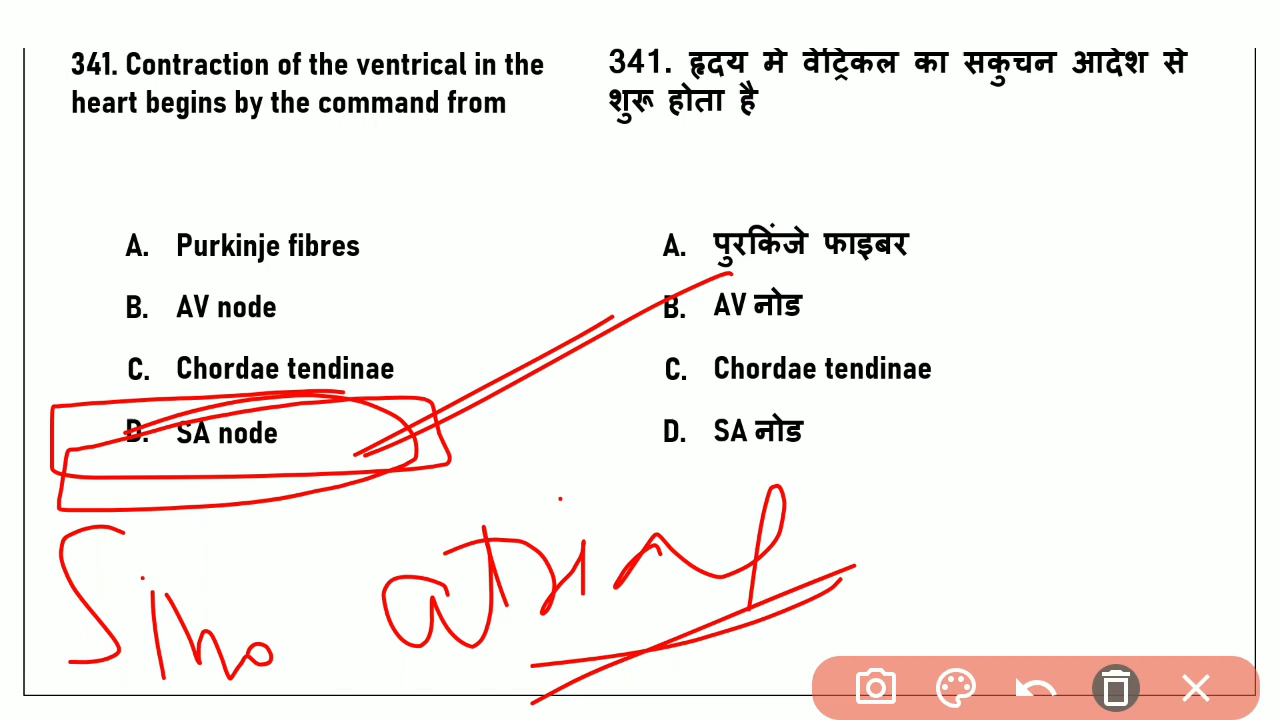 341. Contraction of the ventrical in the
heart begins by the command from
A. Purkinje fibres
B. AV node
C. Chordae tendinae
D. SA node
341. हृदय में वेंट्रिकल का संकुचन आदेश से
शुरू होता है
A. पुरकिंजे फाइबर
B. AV नोड
C. Chordae tendinae
D. SA नोड
Sino atrial